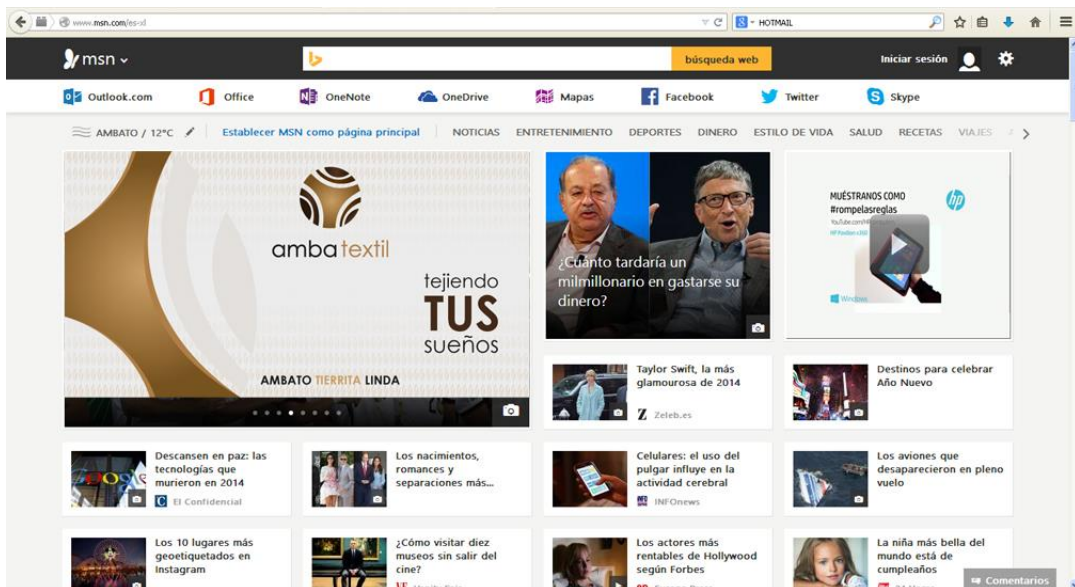 www.msn.com/es-xl
HOTMAIL
msn
búsqueda web
Iniciar sesión
Outlook.com
Office
OneNote
OneDrive
Mapas
Facebook
Twitter
Skype
AMBATO / 12°C
Establecer MSN como página principal
NOTICIAS
ENTRETENIMIENTO
DEPORTES
DINERO
ESTILO DE VIDA
SALUD
RECETAS
VIAJES
amba textil
tejiendo
TUS
sueños
AMBATO TIERRITA LINDA
¿Cuánto tardaría un
milmillonario en gastarse su
dinero?
MUÉSTRANOS COMO
#rompelasreglas
hp
Windows
Taylor Swift, la más
glamourosa de 2014
Z Zeleb.es
Destinos para celebrar
Año Nuevo
Descansen en paz: las
tecnologías que
murieron en 2014
El Confidencial
Los nacimientos,
romances y
separaciones más...
Celulares: el uso del
pulgar influye en la
actividad cerebral
INFOnews
Los aviones que
desaparecieron en pleno
vuelo
Los 10 lugares más
geoetiquetados en
Instagram
¿Cómo visitar diez
museos sin salir del
cine?
Los actores más
rentables de Hollywood
según Forbes
La niña más bella del
mundo está de
cumpleaños
Comentarios